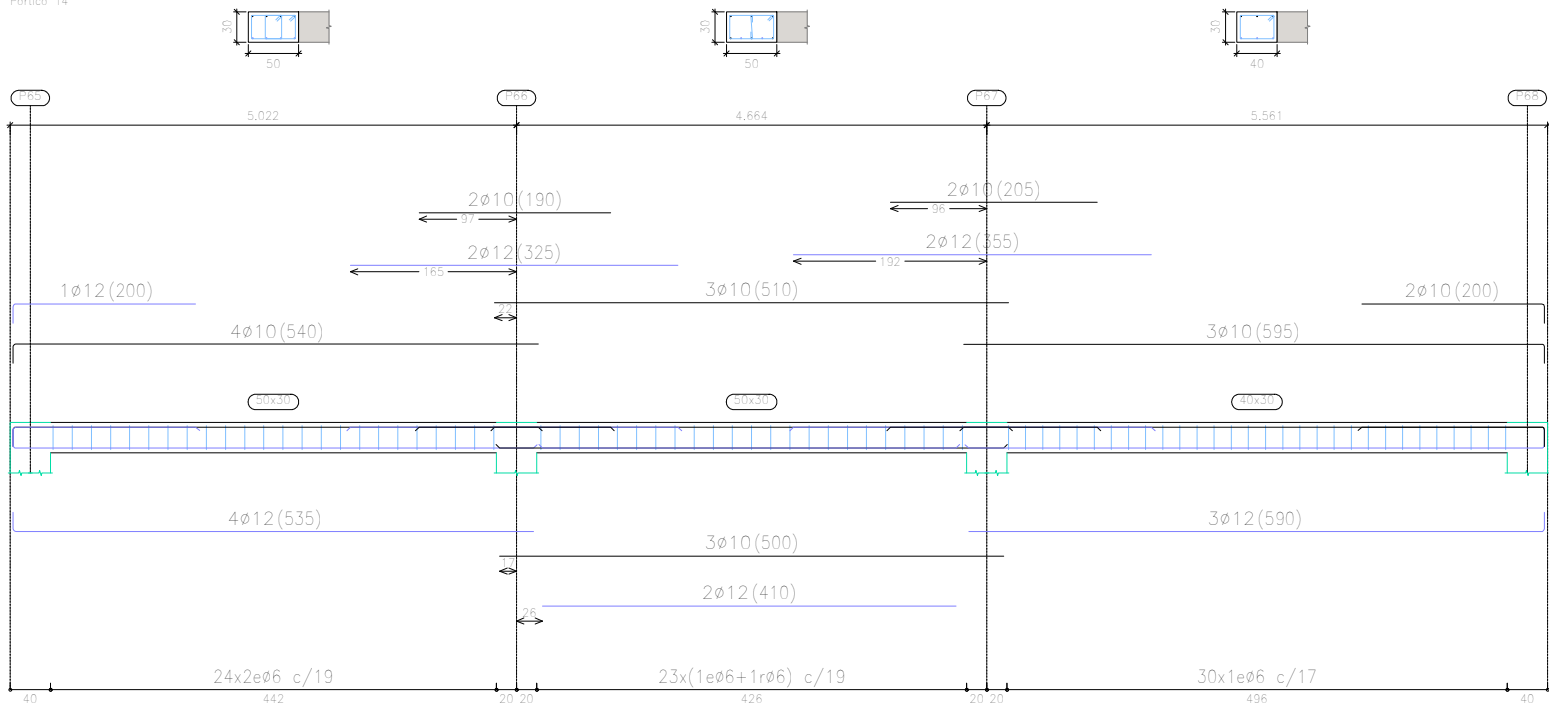 Pórtico 14
30
50
30
50
30
40
P65
P66
P67
P68
5.022
4.664
5.561
2ø10(190)
97
2ø10(205)
96
2ø12(325)
165
2ø12(355)
192
1ø12(200)
3ø10(510)
22
2ø10(200)
4ø10(540)
3ø10(595)
50x30
50x30
40x30
4ø12(535)
3ø12(590)
3ø10(500)
17
2ø12(410)
26
24x2eø6 c/19
23x(1eø6+1rø6) c/19
30x1eø6 c/17
40
442
20 20
426
20 20
496
40